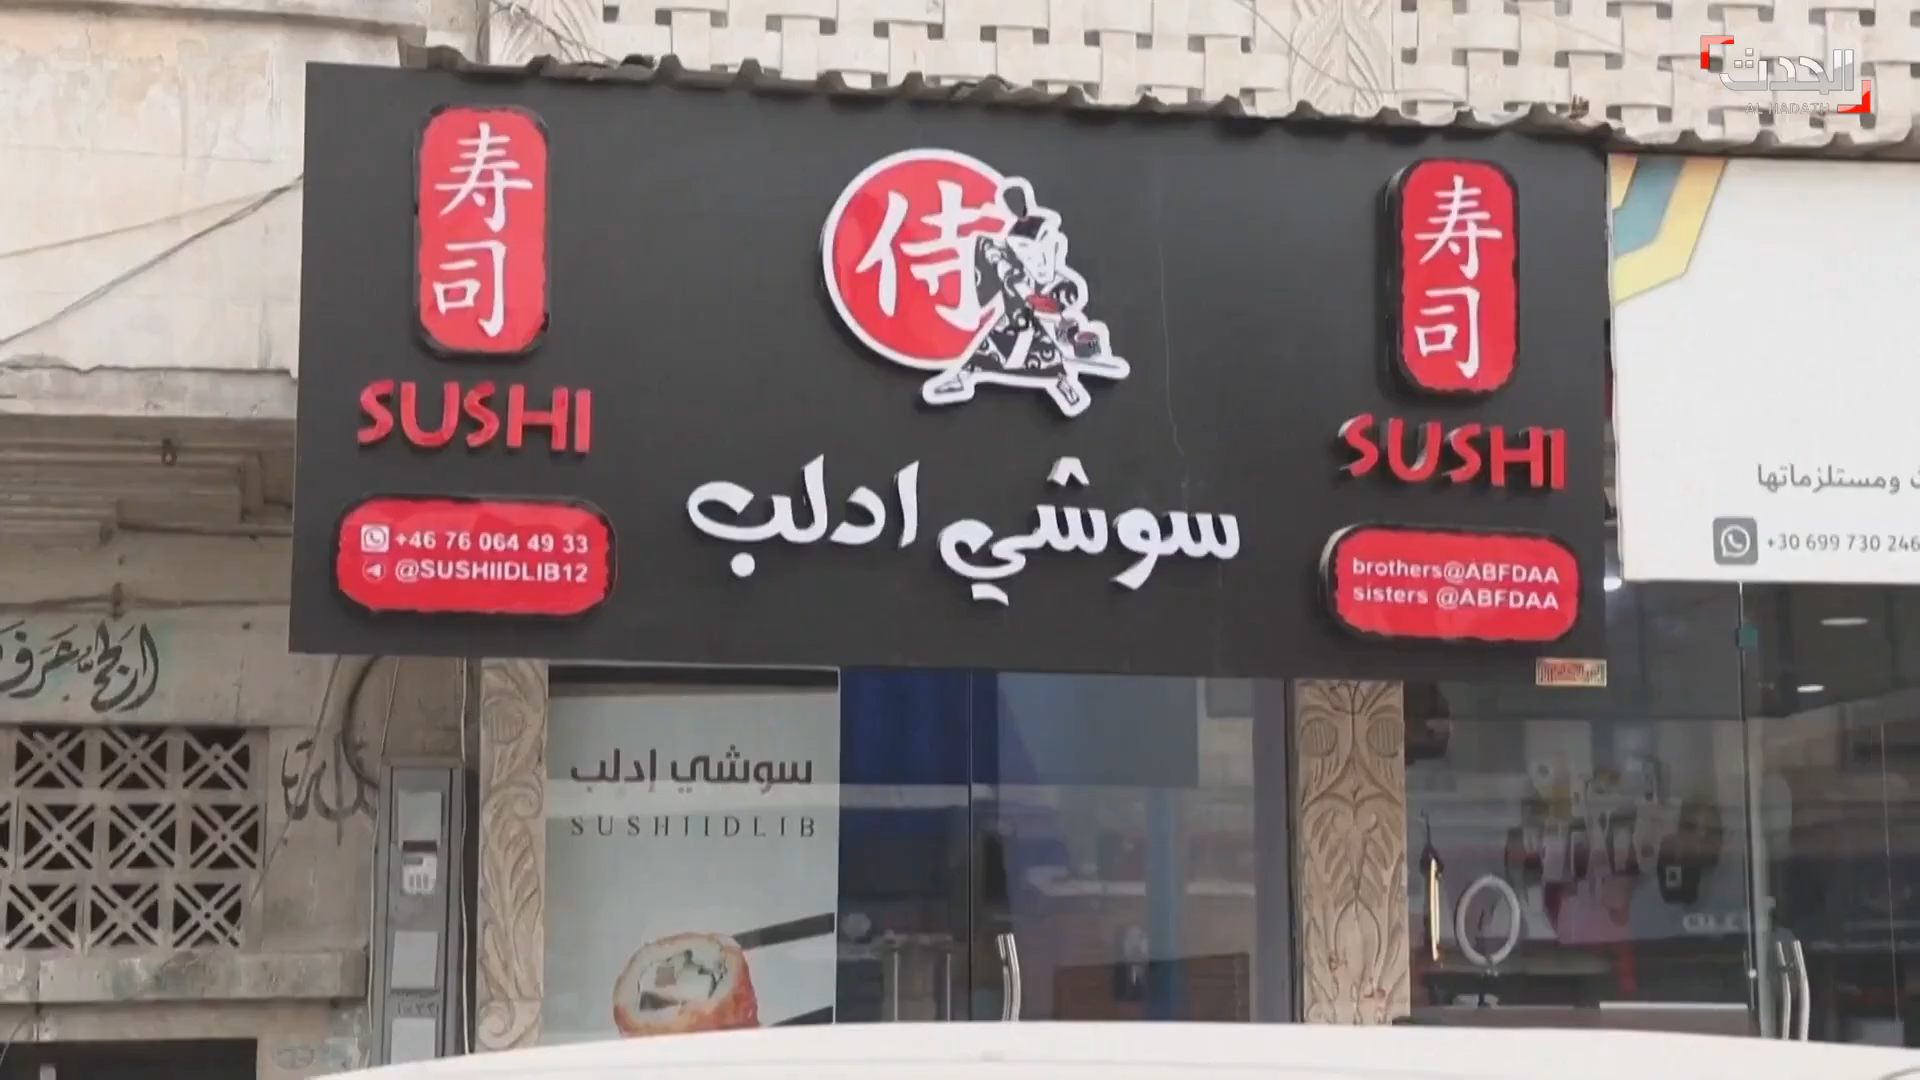 الحدث
AL HADATH
寿司
SUSHI
+46 76 064 49 33
@SUSHIIDLIB12
侍
سوشي ادلب
寿司
SUSHI
brothers@ABFDAA
sisters @ABFDAA
ومستلزماتها
+30 699 730 246
سوشي إدلب
SUSHIIDLIB